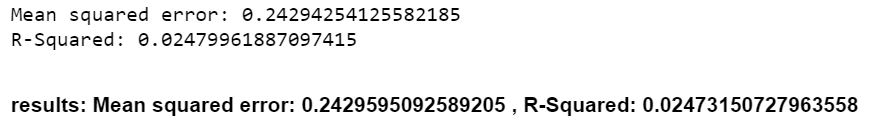 Mean squared error: 0.24294254125582185
R-Squared: 0.02479961887097415
results: Mean squared error: 0.2429595092589205 , R-Squared: 0.02473150727963558